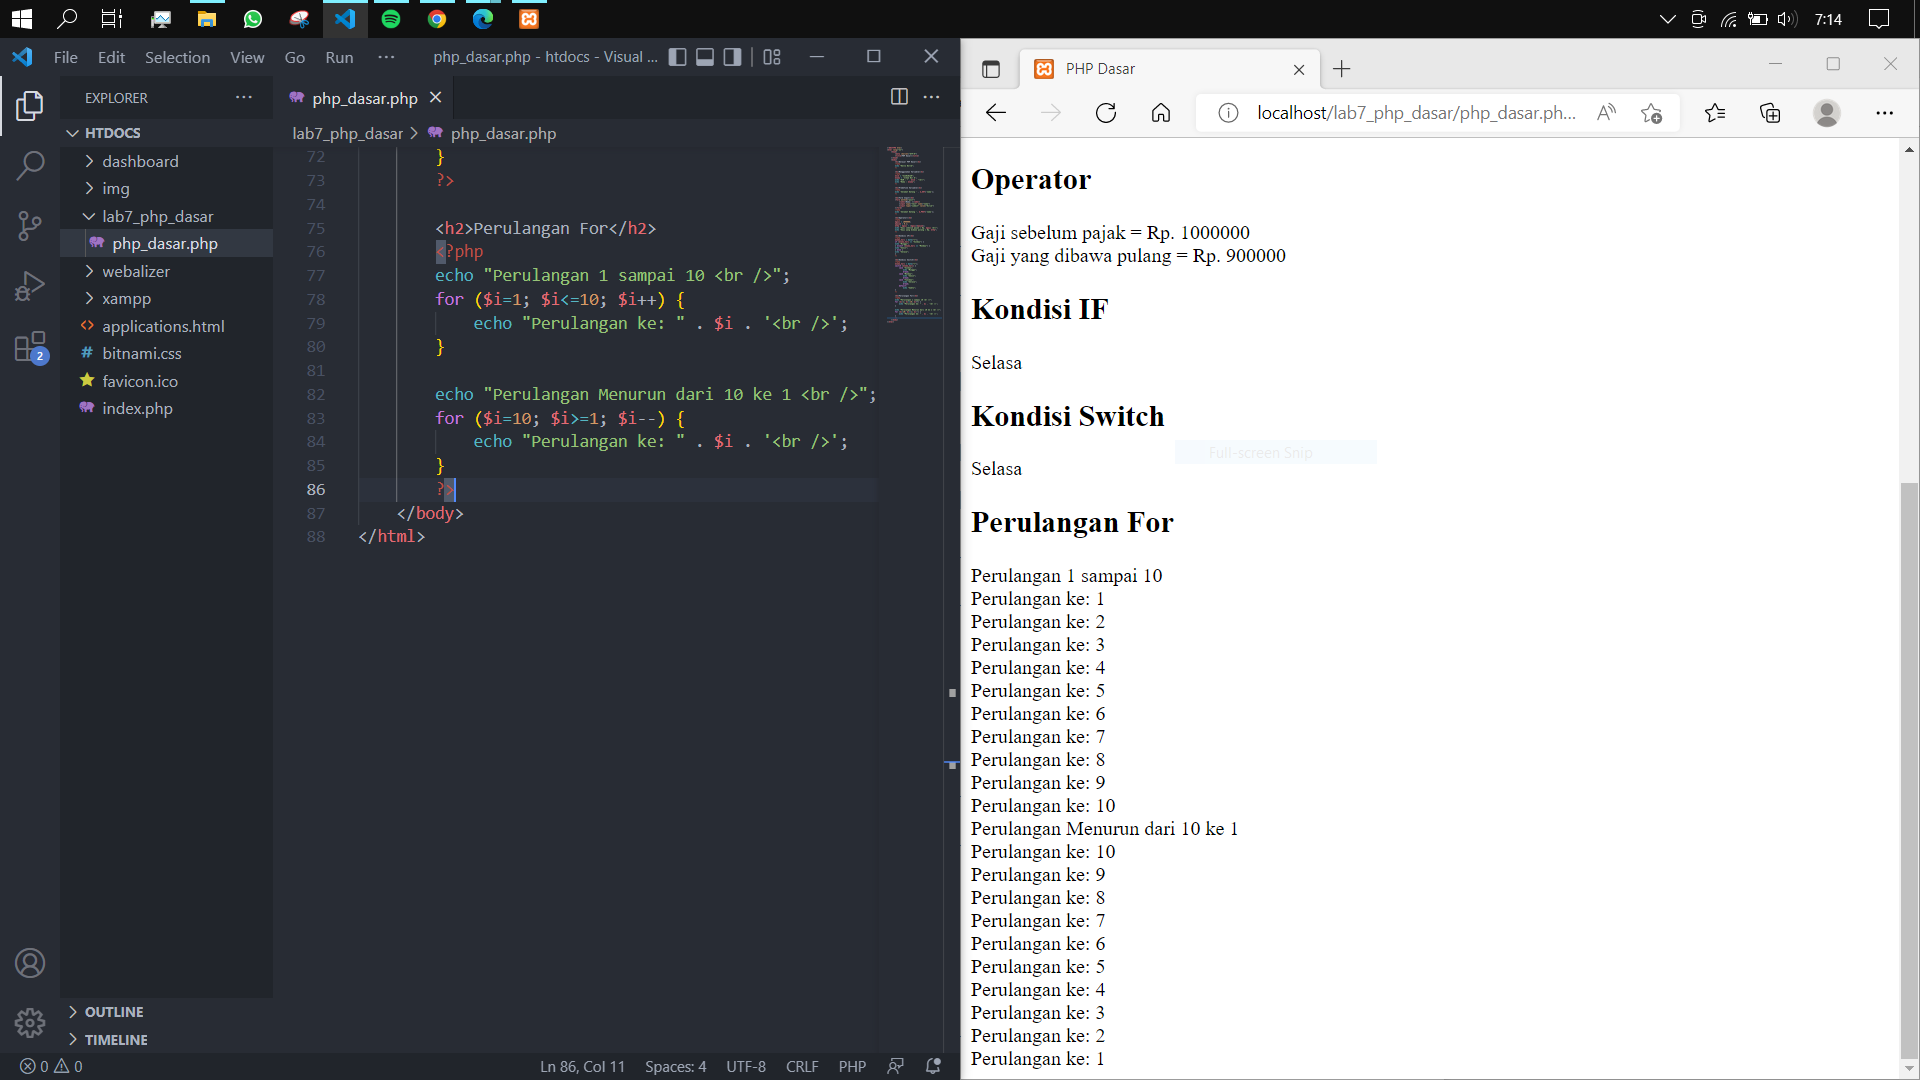 7:14
File Edit Selection View Go Run ··· php_dasar.php - htdocs - Visual ...
EXPLORER ···
HTDOCS
dashboard
img
lab7_php_dasar
php_dasar.php
webalizer
xampp
applications.html
# bitnami.css
favicon.ico
index.php
2
OUTLINE
TIMELINE
php_dasar.php
lab7_php_dasar > php_dasar.php
72 }
73 ?>
74
75 <h2>Perulangan For</h2>
76 <?php
77 echo "Perulangan 1 sampai 10 <br />";
78 for ($i=1; $i<=10; $i++) {
79 echo "Perulangan ke: " . $i . '<br />';
80 }
81
82 echo "Perulangan Menurun dari 10 ke 1 <br />";
83 for ($i=10; $i>=1; $i--) {
84 echo "Perulangan ke: " . $i . '<br />';
85 }
86 ?>
87 </body>
88 </html>
0 0 Ln 86, Col 11 Spaces: 4 UTF-8 CRLF PHP
PHP Dasar
localhost/lab7_php_dasar/php_dasar.ph...
Operator
Gaji sebelum pajak = Rp. 1000000
Gaji yang dibawa pulang = Rp. 900000
Kondisi IF
Selasa
Kondisi Switch
Full-screen Snip
Selasa
Perulangan For
Perulangan 1 sampai 10
Perulangan ke: 1
Perulangan ke: 2
Perulangan ke: 3
Perulangan ke: 4
Perulangan ke: 5
Perulangan ke: 6
Perulangan ke: 7
Perulangan ke: 8
Perulangan ke: 9
Perulangan ke: 10
Perulangan Menurun dari 10 ke 1
Perulangan ke: 10
Perulangan ke: 9
Perulangan ke: 8
Perulangan ke: 7
Perulangan ke: 6
Perulangan ke: 5
Perulangan ke: 4
Perulangan ke: 3
Perulangan ke: 2
Perulangan ke: 1